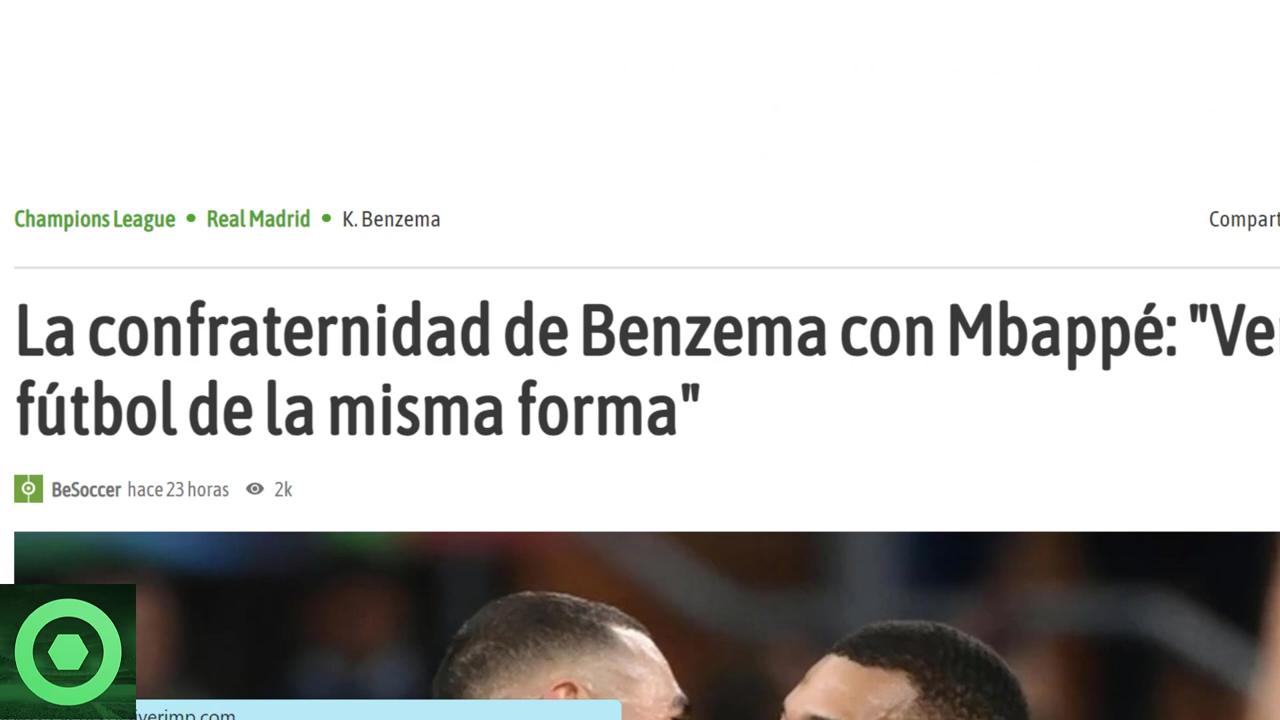 Champions League • Real Madrid • K. Benzema
La confraternidad de Benzema con Mbappé: "
fútbol de la misma forma"
BeSoccer hace 23 horas 2k